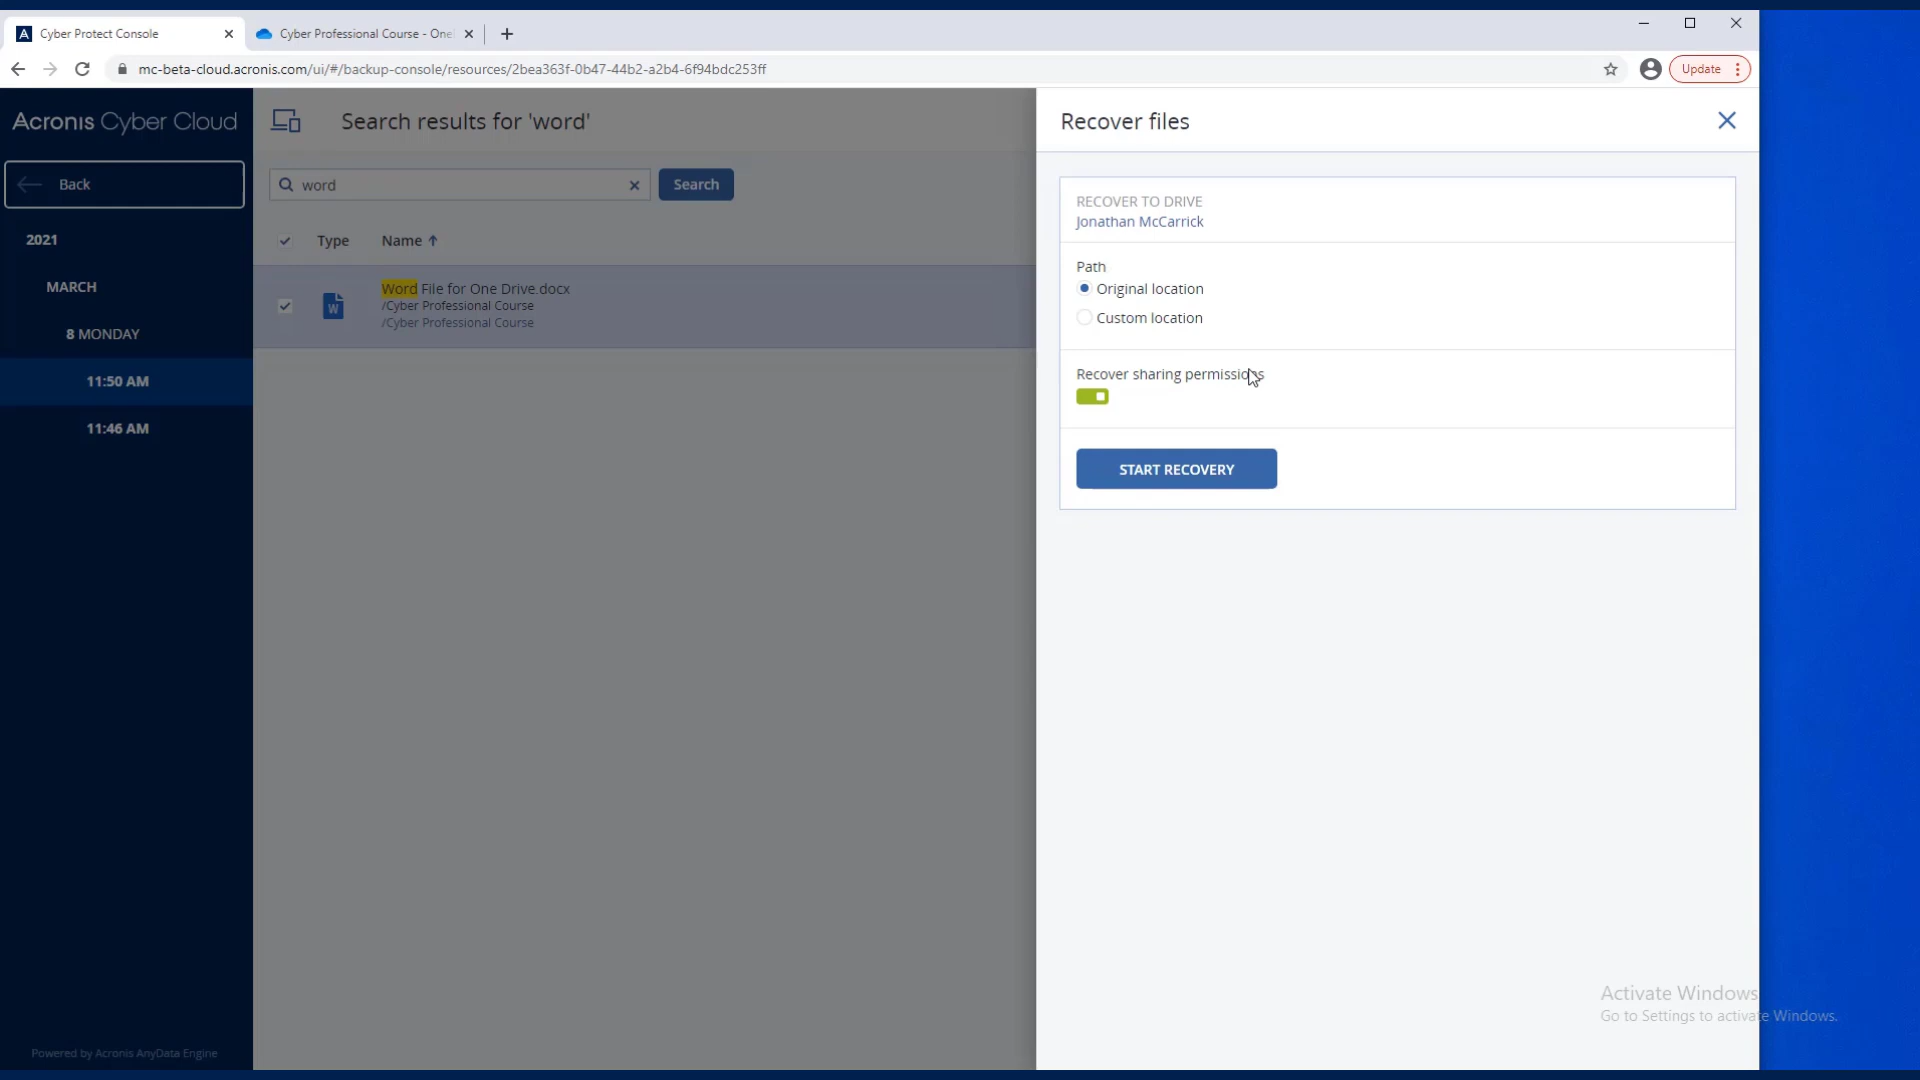 Cyber Protect Console
Cyber Professional Course - One
mc-beta-cloud.acronis.com/ui/#/backup-console/resources/2bea363f-0b47-44b2-a2b4-6f94bdc253ff
Update
Acronis Cyber Cloud
Back
2021
MARCH
8 MONDAY
11:50 AM
11:46 AM
Powered by Acronis AnyData Engine
Search results for 'word'
word
Search
Type
Name
Word File for One Drive.docx
/Cyber Professional Course
/Cyber Professional Course
Recover files
RECOVER TO DRIVE
Jonathan McCarrick
Path
Original location
Custom location
Recover sharing permissions
START RECOVERY
Activate Windows
Go to Settings to activate Windows.